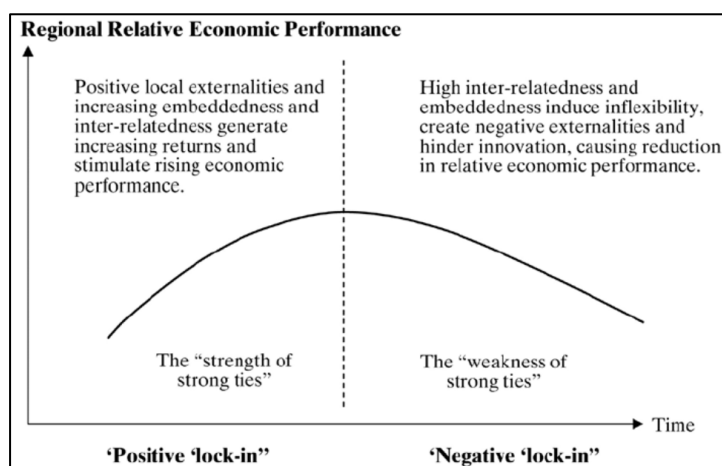 Regional Relative Economic Performance
Positive local externalities and
increasing embeddedness and
inter-relatedness generate
increasing returns and
stimulate rising economic
performance.
High inter-relatedness and
embeddedness induce inflexibility,
create negative externalities and
hinder innovation, causing reduction
in relative economic performance.
The “strength of
strong ties”
The “weakness of
strong ties”
Time
‘Positive ‘lock-in”
‘Negative ‘lock-in”